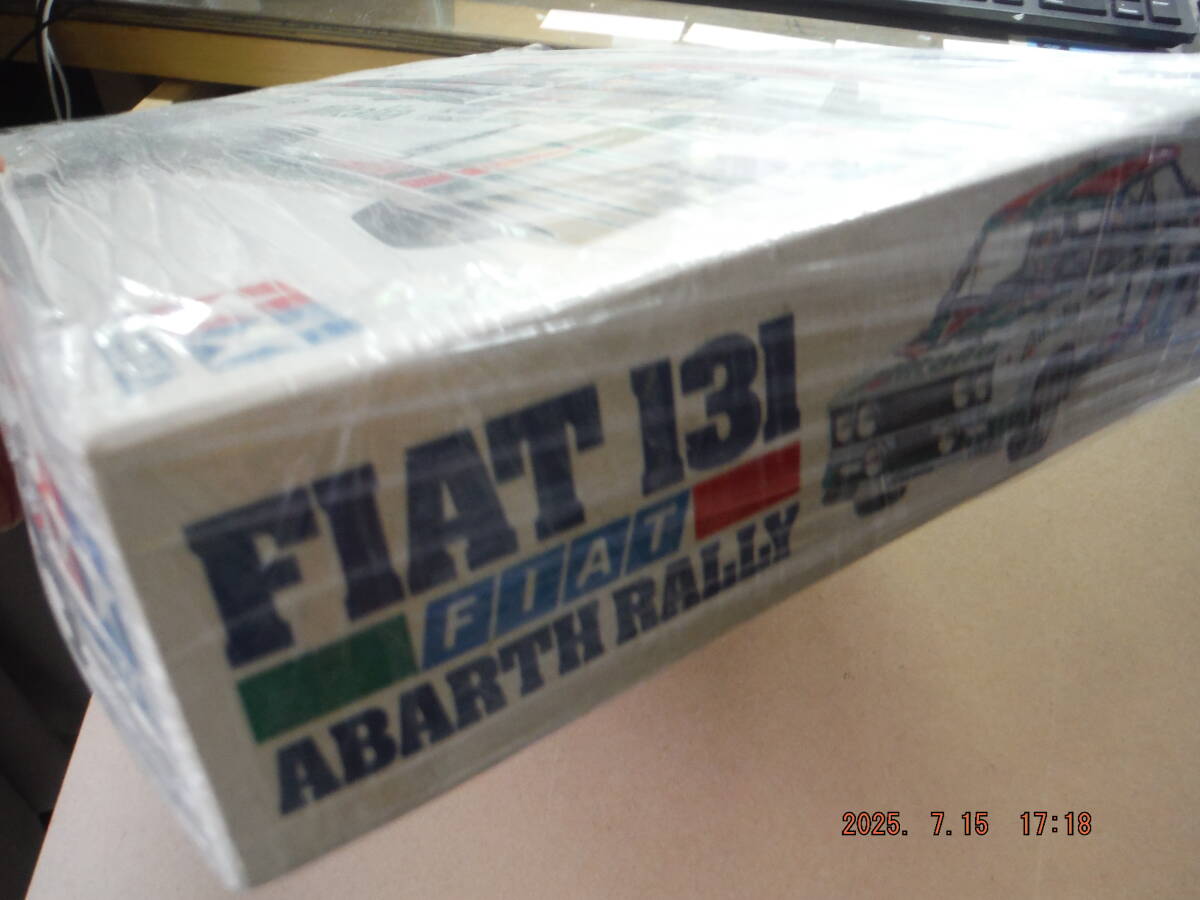 FIAT 131
FIAT
ABARTH RALLY
2025. 7.15 17:18